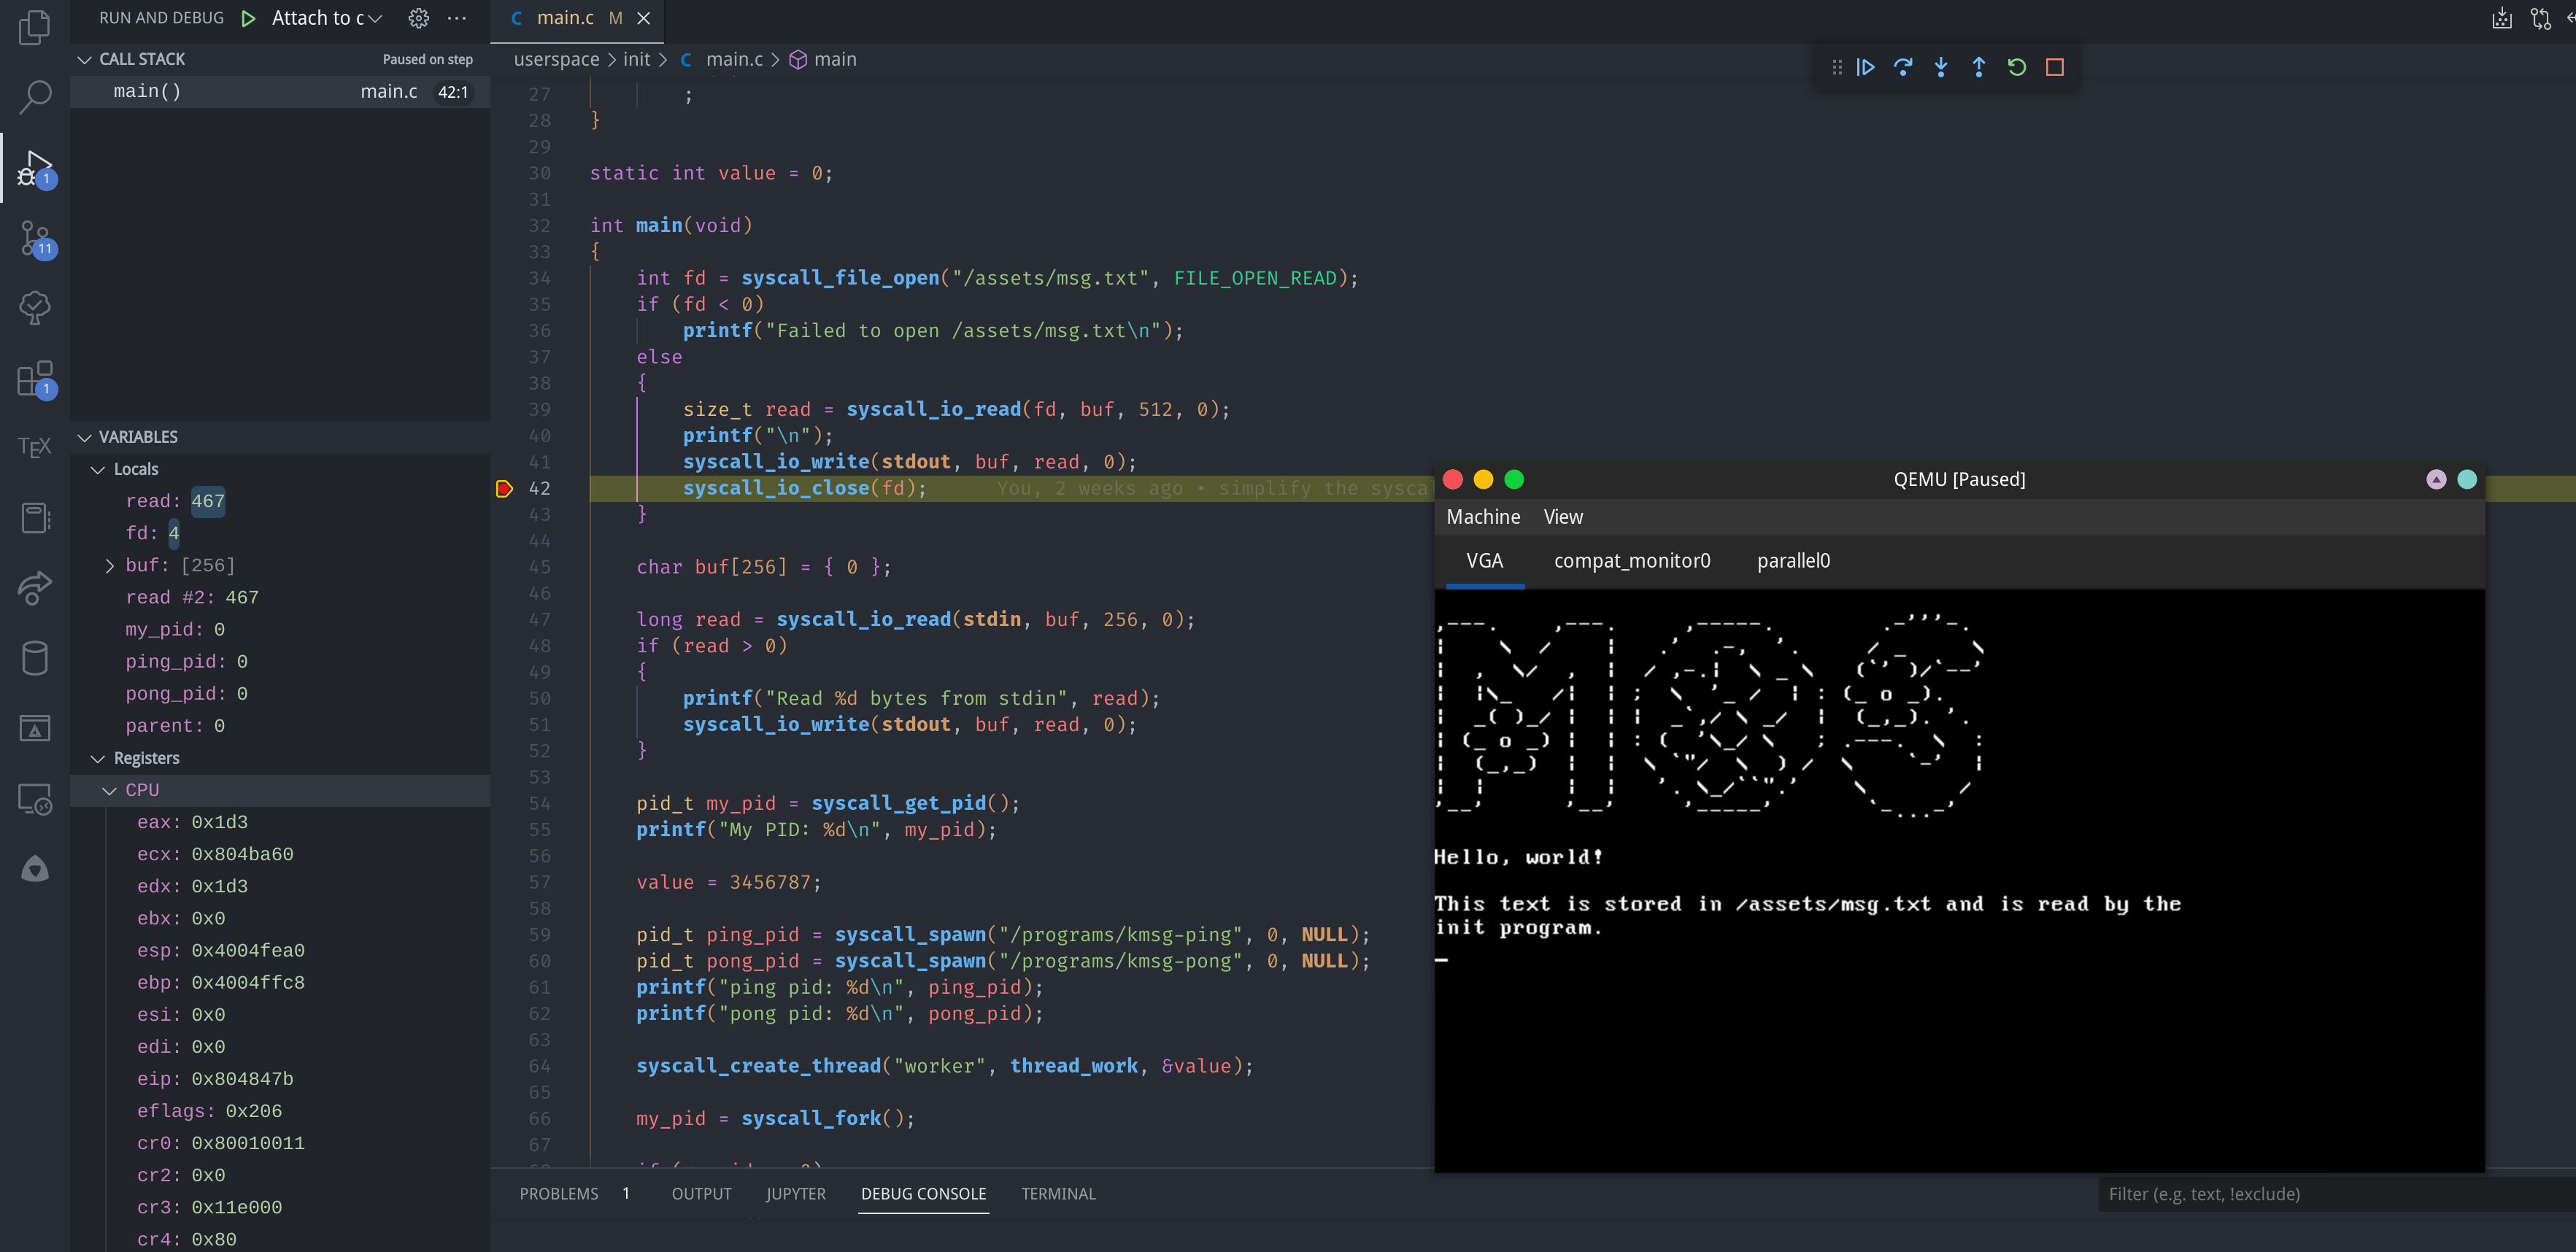 RUN AND DEBUG Attach to c
CALL STACK Paused on step
main() main.c 42:1
1
11
1
TEX
VARIABLES
Locals
read: 467
fd: 4
buf: [256]
read #2: 467
my_pid: 0
ping_pid: 0
pong_pid: 0
parent: 0
Registers
CPU
eax: 0x1d3
ecx: 0x804ba60
edx: 0x1d3
ebx: 0x0
esp: 0x4004fea0
ebp: 0x4004ffc8
esi: 0x0
edi: 0x0
eip: 0x804847b
eflags: 0x206
cr0: 0x80010011
cr2: 0x0
cr3: 0x11e000
cr4: 0x80
C main.c M
userspace > init > C main.c > main
27 ;
28 }
29
30 static int value = 0;
31
32 int main(void)
33 {
34 int fd = syscall_file_open("/assets/msg.txt", FILE_OPEN_READ);
35 if (fd < 0)
36 printf("Failed to open /assets/msg.txt\n");
37 else
38 {
39 size_t read = syscall_io_read(fd, buf, 512, 0);
40 printf("\n");
41 syscall_io_write(stdout, buf, read, 0);
42 syscall_io_close(fd); You, 2 weeks ago • simplify the sysca
43 }
44
45 char buf[256] = { 0 };
46
47 long read = syscall_io_read(stdin, buf, 256, 0);
48 if (read > 0)
49 {
50 printf("Read %d bytes from stdin", read);
51 syscall_io_write(stdout, buf, read, 0);
52 }
53
54 pid_t my_pid = syscall_get_pid();
55 printf("My PID: %d\n", my_pid);
56
57 value = 3456787;
58
59 pid_t ping_pid = syscall_spawn("/programs/kmsg-ping", 0, NULL);
60 pid_t pong_pid = syscall_spawn("/programs/kmsg-pong", 0, NULL);
61 printf("ping pid: %d\n", ping_pid);
62 printf("pong pid: %d\n", pong_pid);
63
64 syscall_create_thread("worker", thread_work, &value);
65
66 my_pid = syscall_fork();
67
QEMU [Paused]
Machine View
VGA compat_monitor0 parallel0
MOS
Hello, world!
This text is stored in /assets/msg.txt and is read by the
init program.
PROBLEMS 1 OUTPUT JUPYTER DEBUG CONSOLE TERMINAL
Filter (e.g. text, !exclude)